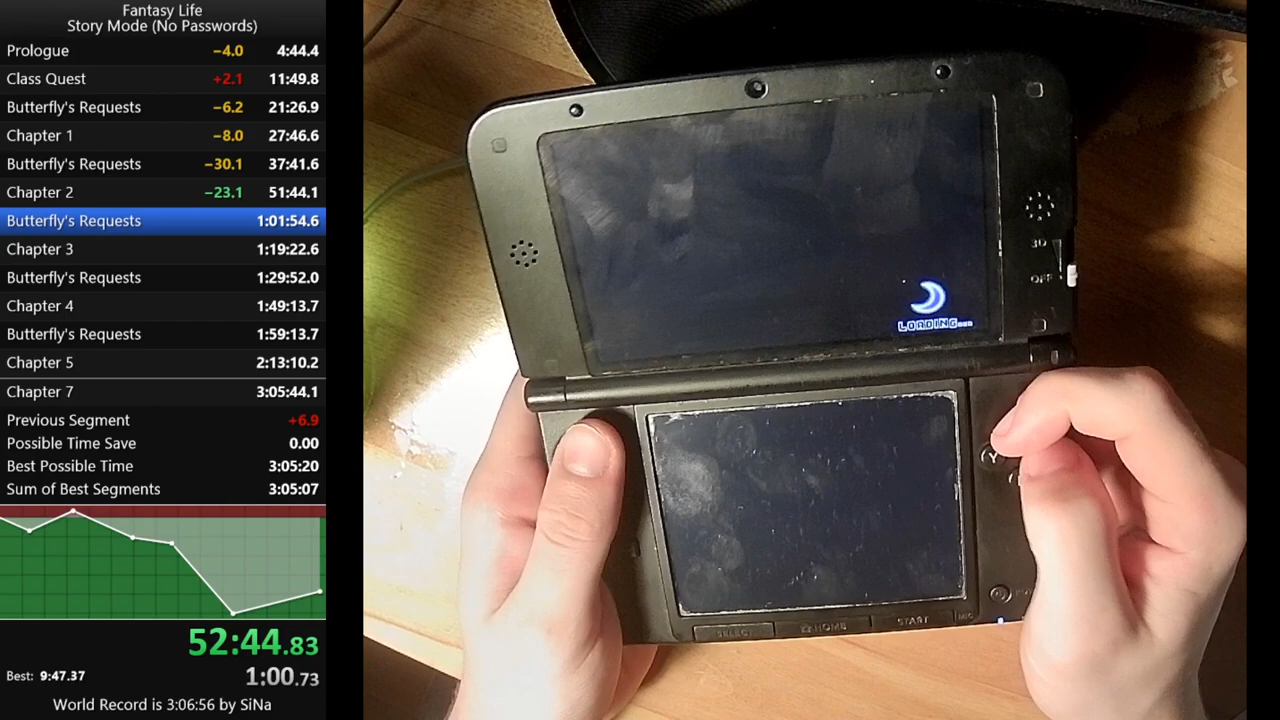 Fantasy Life
Story Mode (No Passwords)
Prologue −4.0 4:44.4
Class Quest +2.1 11:49.8
Butterfly's Requests −6.2 21:26.9
Chapter 1 −8.0 27:46.6
Butterfly's Requests −30.1 37:41.6
Chapter 2 −23.1 51:44.1
Butterfly's Requests 1:01:54.6
Chapter 3 1:19:22.6
Butterfly's Requests 1:29:52.0
Chapter 4 1:49:13.7
Butterfly's Requests 1:59:13.7
Chapter 5 2:13:10.2
Chapter 7 3:05:44.1
Previous Segment +6.9
Possible Time Save 0.00
Best Possible Time 3:05:20
Sum of Best Segments 3:05:07
52:44.83
Best: 9:47.37 1:00.73
World Record is 3:06:56 by SiNa
3D
OFF
LOADING...
Y
SELECT HOME START MIC